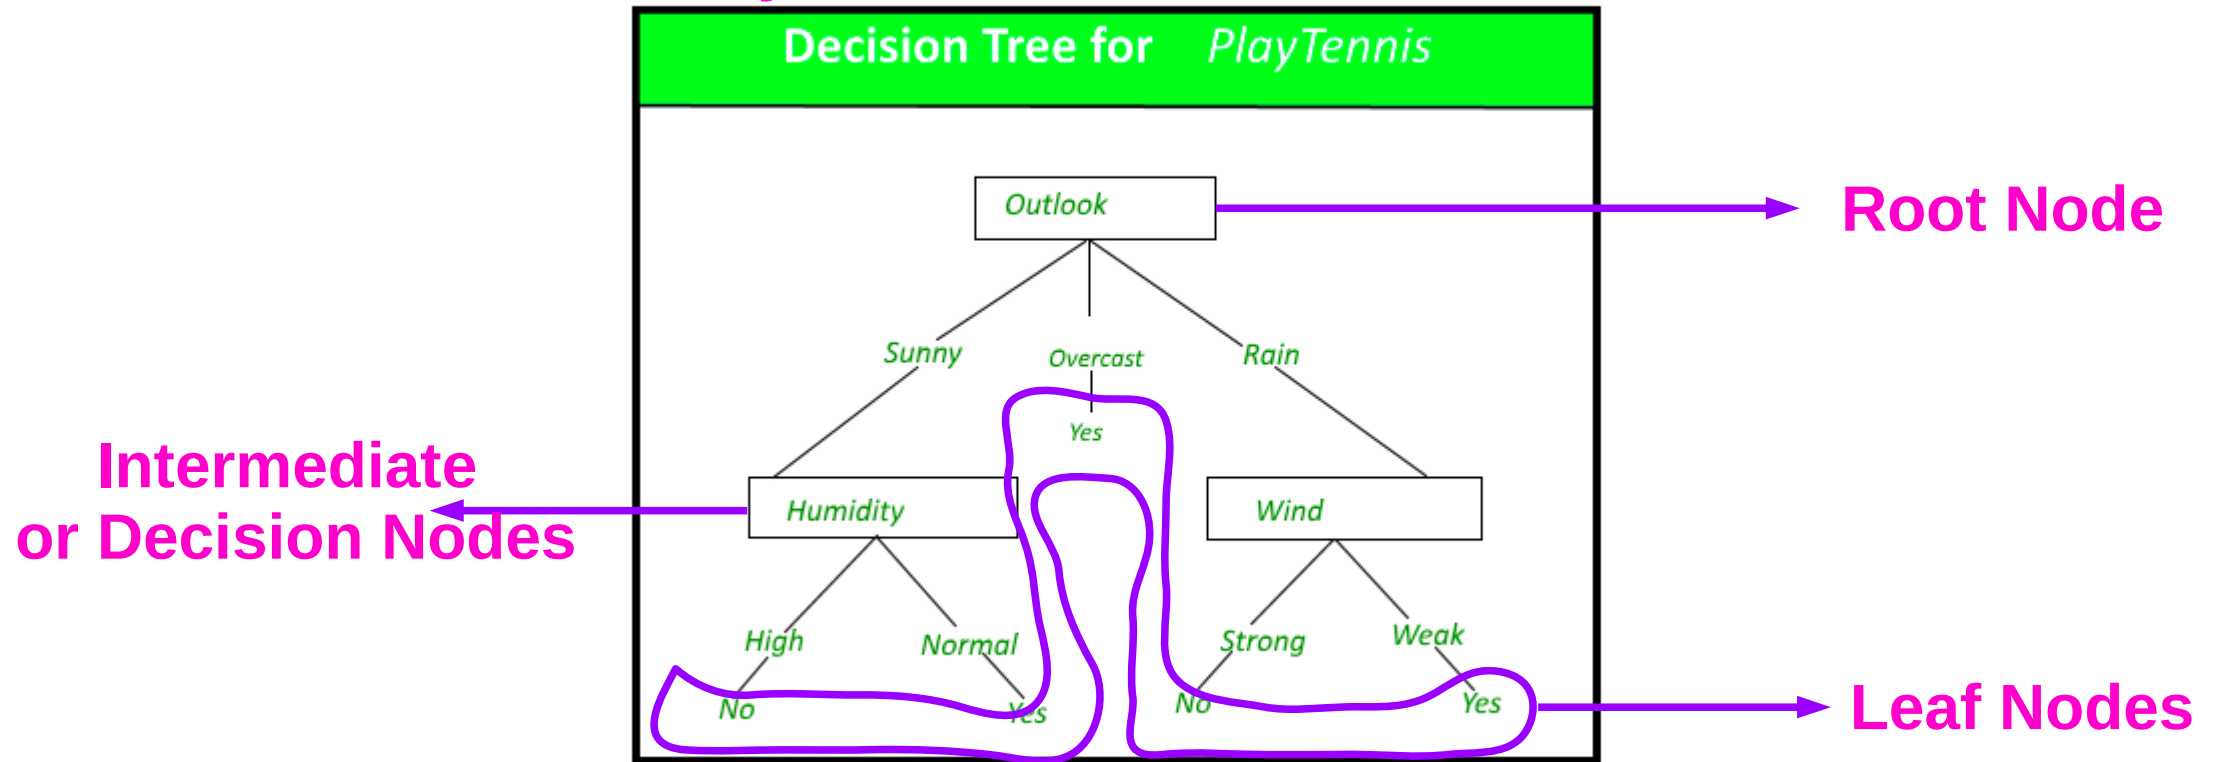 Decision Tree for PlayTennis
Outlook
Root Node
Sunny
Overcast
Rain
Yes
Intermediate
or Decision Nodes
Humidity
Wind
High
Normal
Strong
Weak
No
Yes
No
Yes
Leaf Nodes